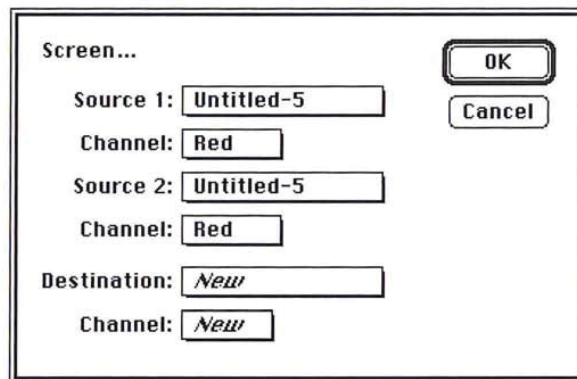 Screen...
OK
Source 1: Untitled-5
Cancel
Channel: Red
Source 2: Untitled-5
Channel: Red
Destination: New
Channel: New